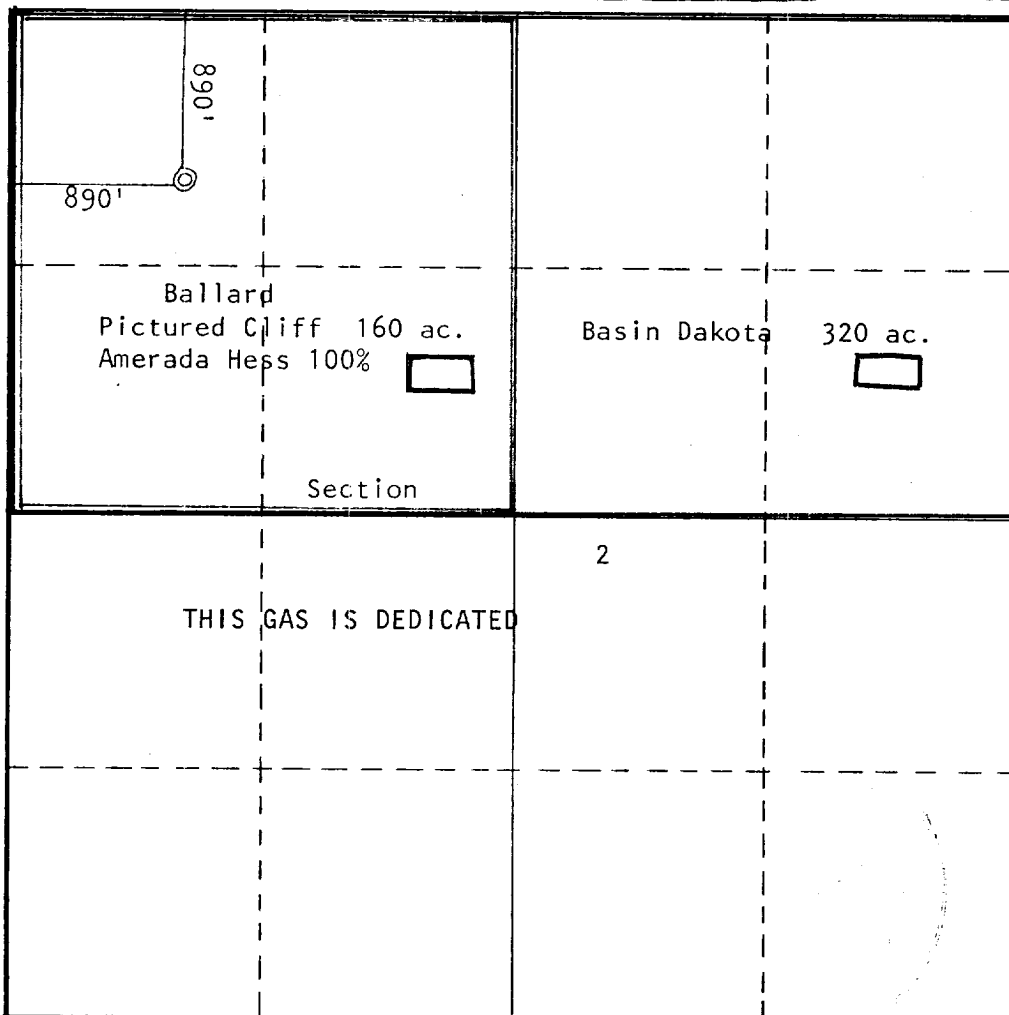 890'
890'
Ballard
Pictured Cliff 160 ac.
Amerada Hess 100%
Basin Dakota 320 ac.
Section
2
THIS GAS IS DEDICATED